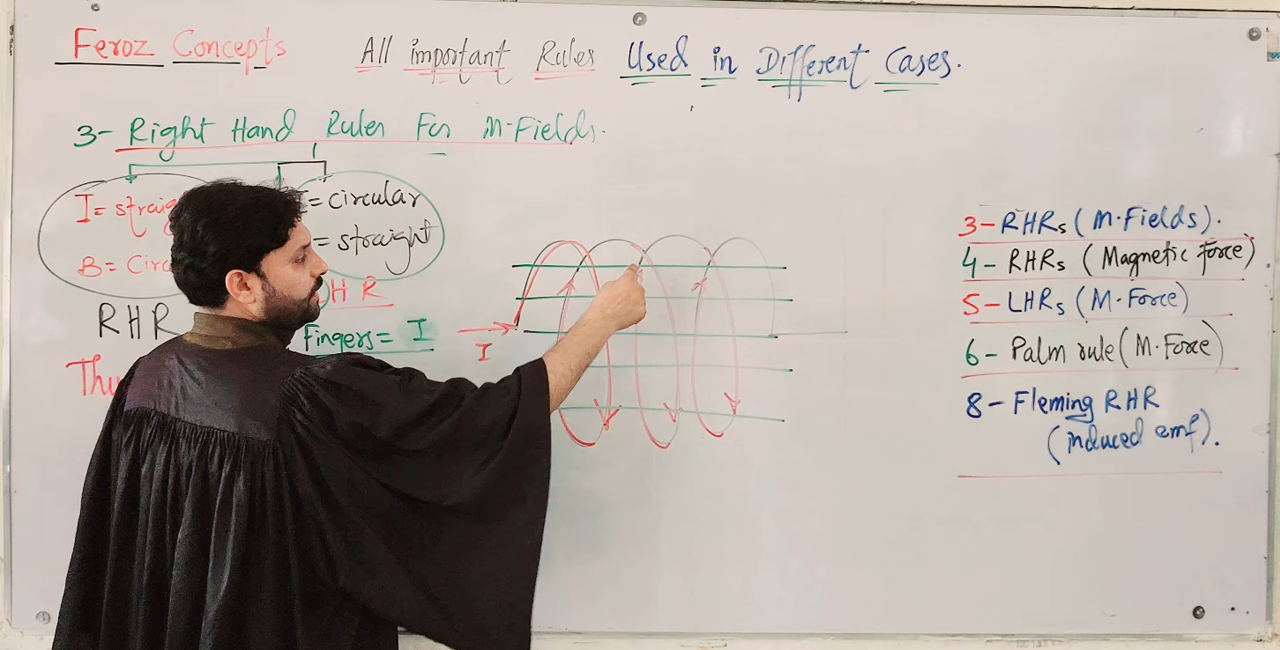 Feroz Concepts
All important Rules Used in Different Cases.
3- Right Hand Rules For M-Fields.
I= 
B= 
= circular
= straight
RHR
H R
Fingers= I
I
3- RHRs (M.Fields).
4- RHRs (Magnetic force)
5- LHRs (M-Force)
6- Palm rule (M.Force)
8- Fleming RHR
(induced emf).